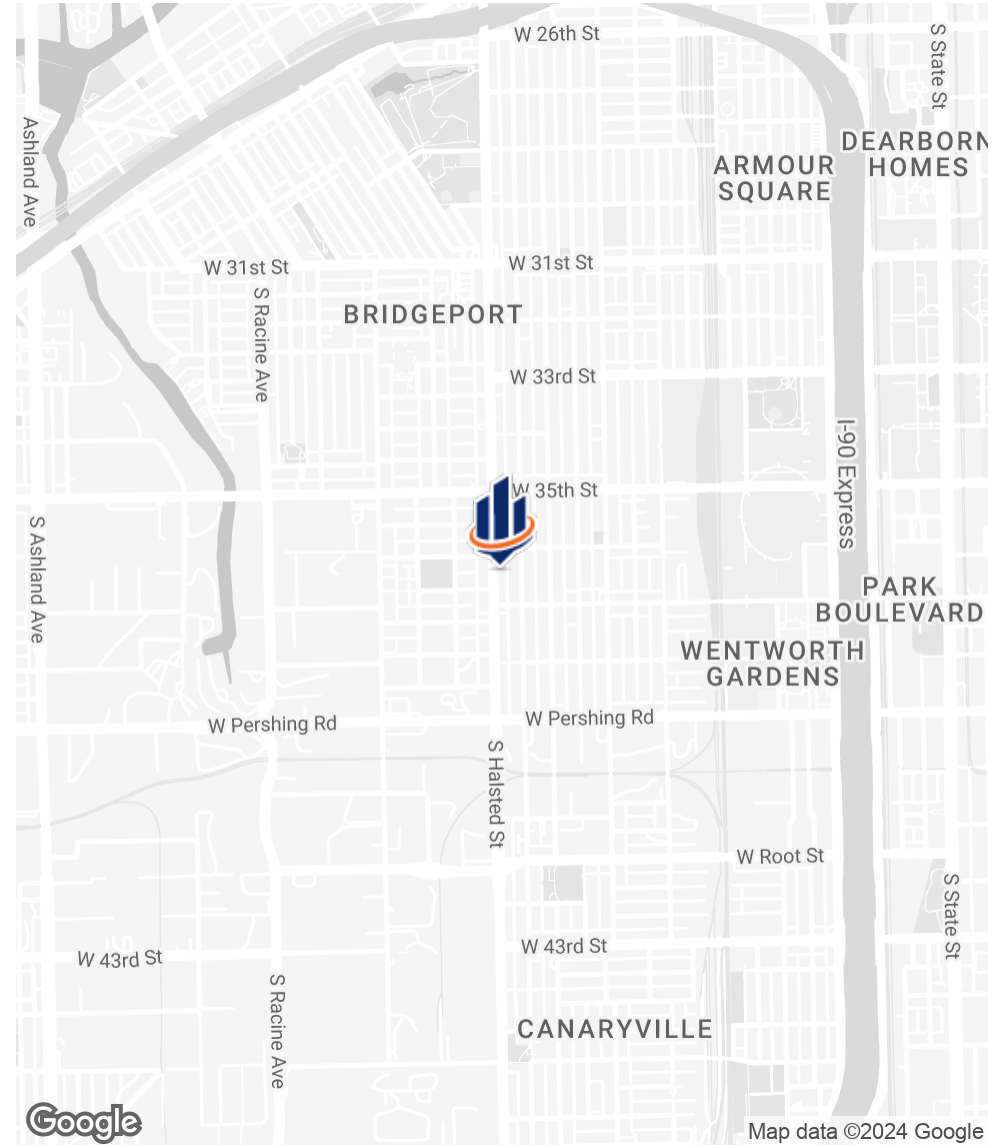 W 26th St
S State St
Ashland Ave
DEARBORN
HOMES
ARMOUR
SQUARE
W 31st St
W 31st St
S Racine Ave
BRIDGEPORT
W 33rd St
I-90 Express
W 35th St
S Ashland Ave
PARK
BOULEVARD
WENTWORTH
GARDENS
W Pershing Rd
W Pershing Rd
S Halsted St
W Root St
S State St
W 43rd St
W 43rd St
S Racine Ave
CANARYVILLE
Google
Map data ©2024 Google